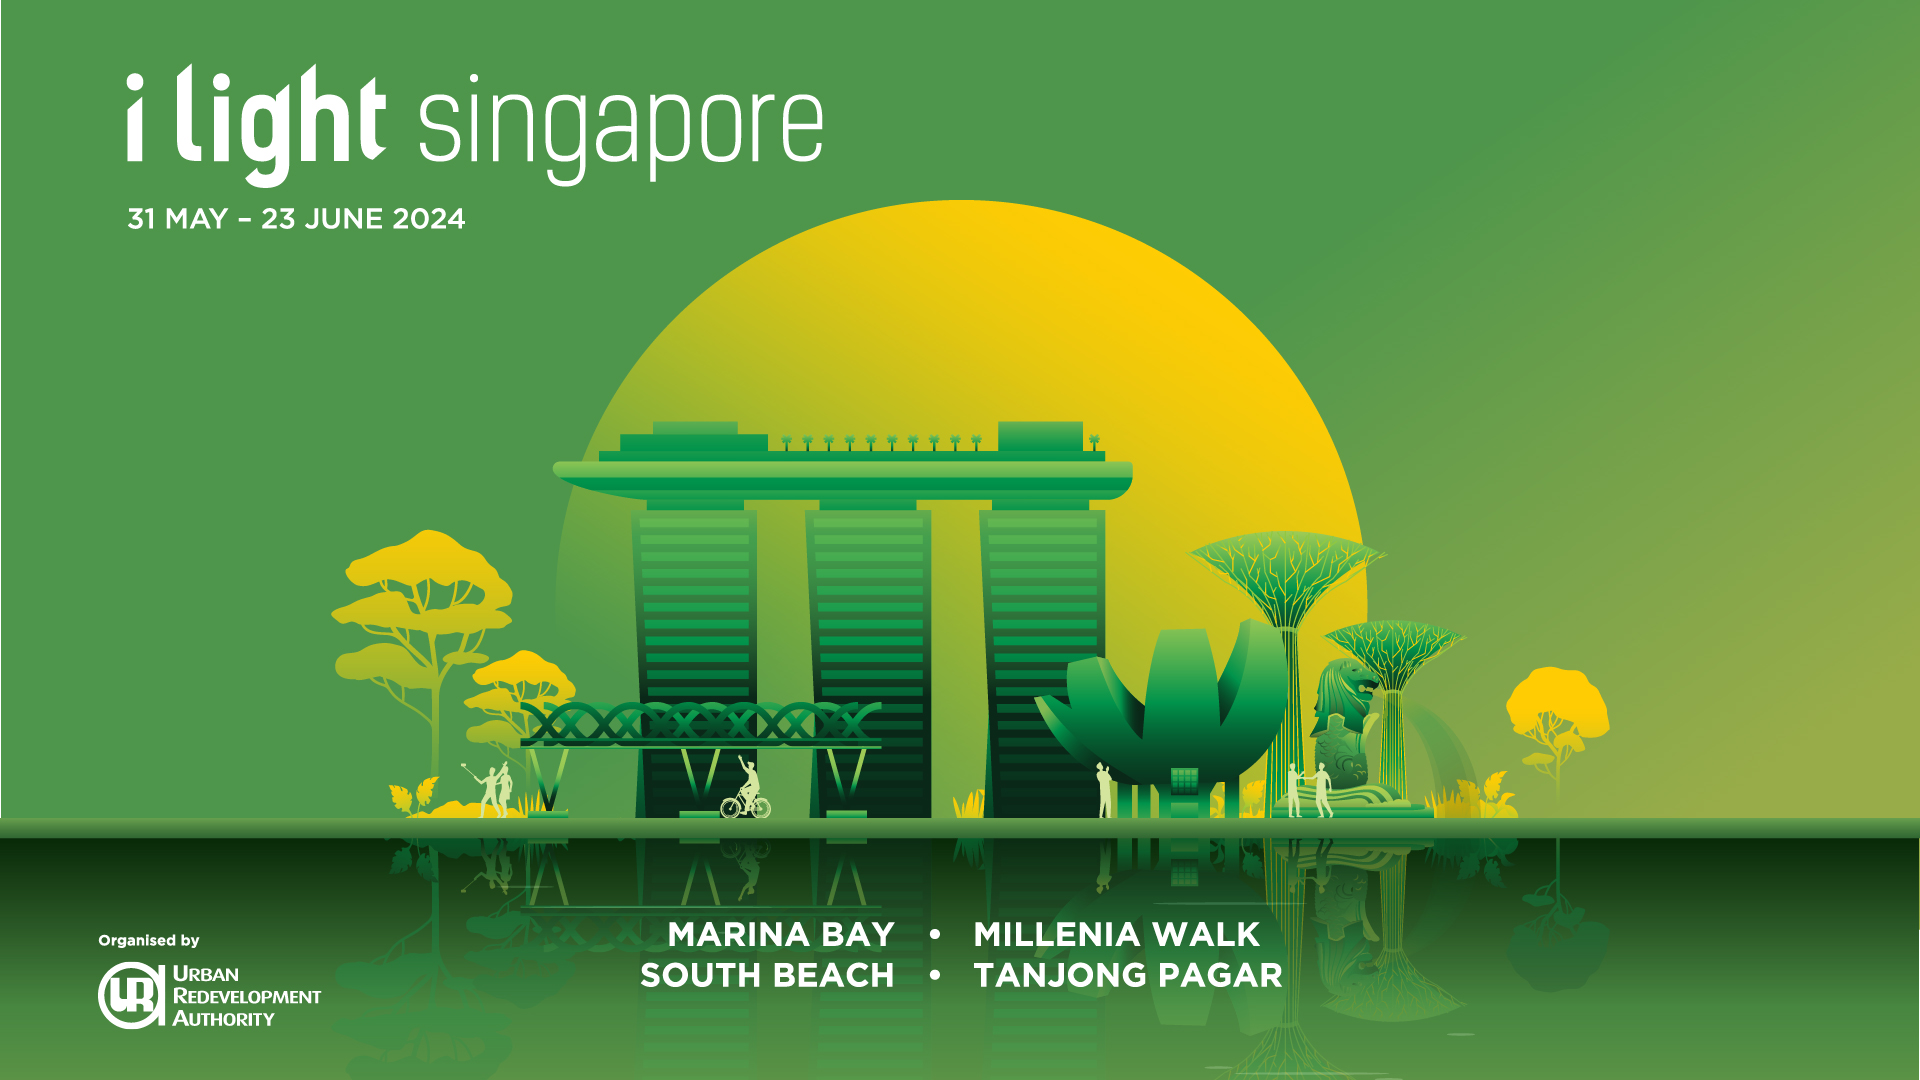 i light singapore
31 MAY – 23 JUNE 2024
MARINA BAY • MILLENIA WALK
SOUTH BEACH • TANJONG PAGAR
Organised by
UR
URBAN
REDEVELOPMENT
AUTHORITY